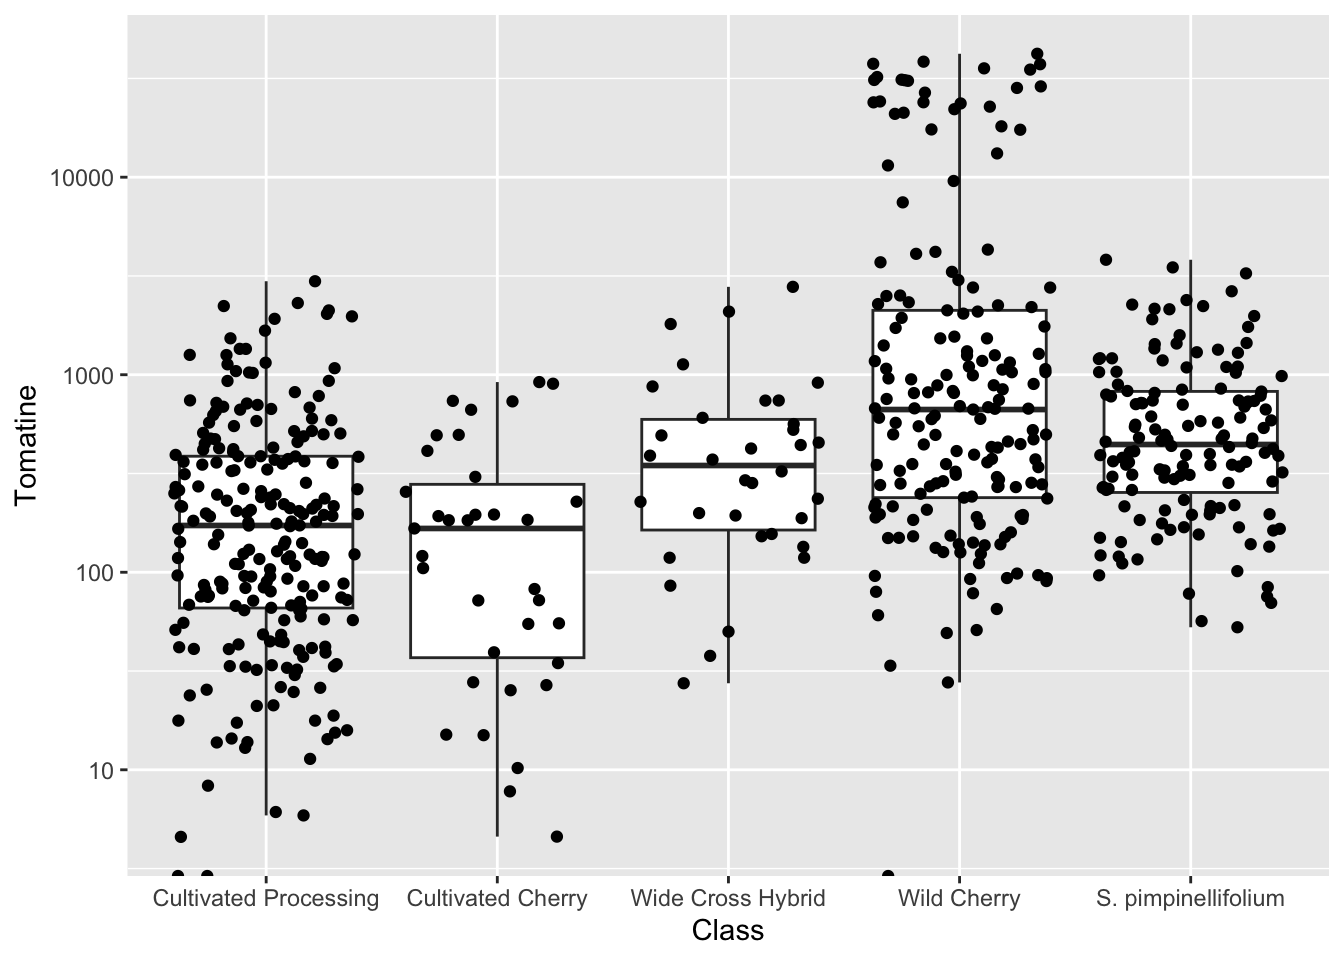 Tomatine
10000
1000
100
10
Cultivated Processing Cultivated Cherry Wide Cross Hybrid Wild Cherry S. pimpinellifolium
Class